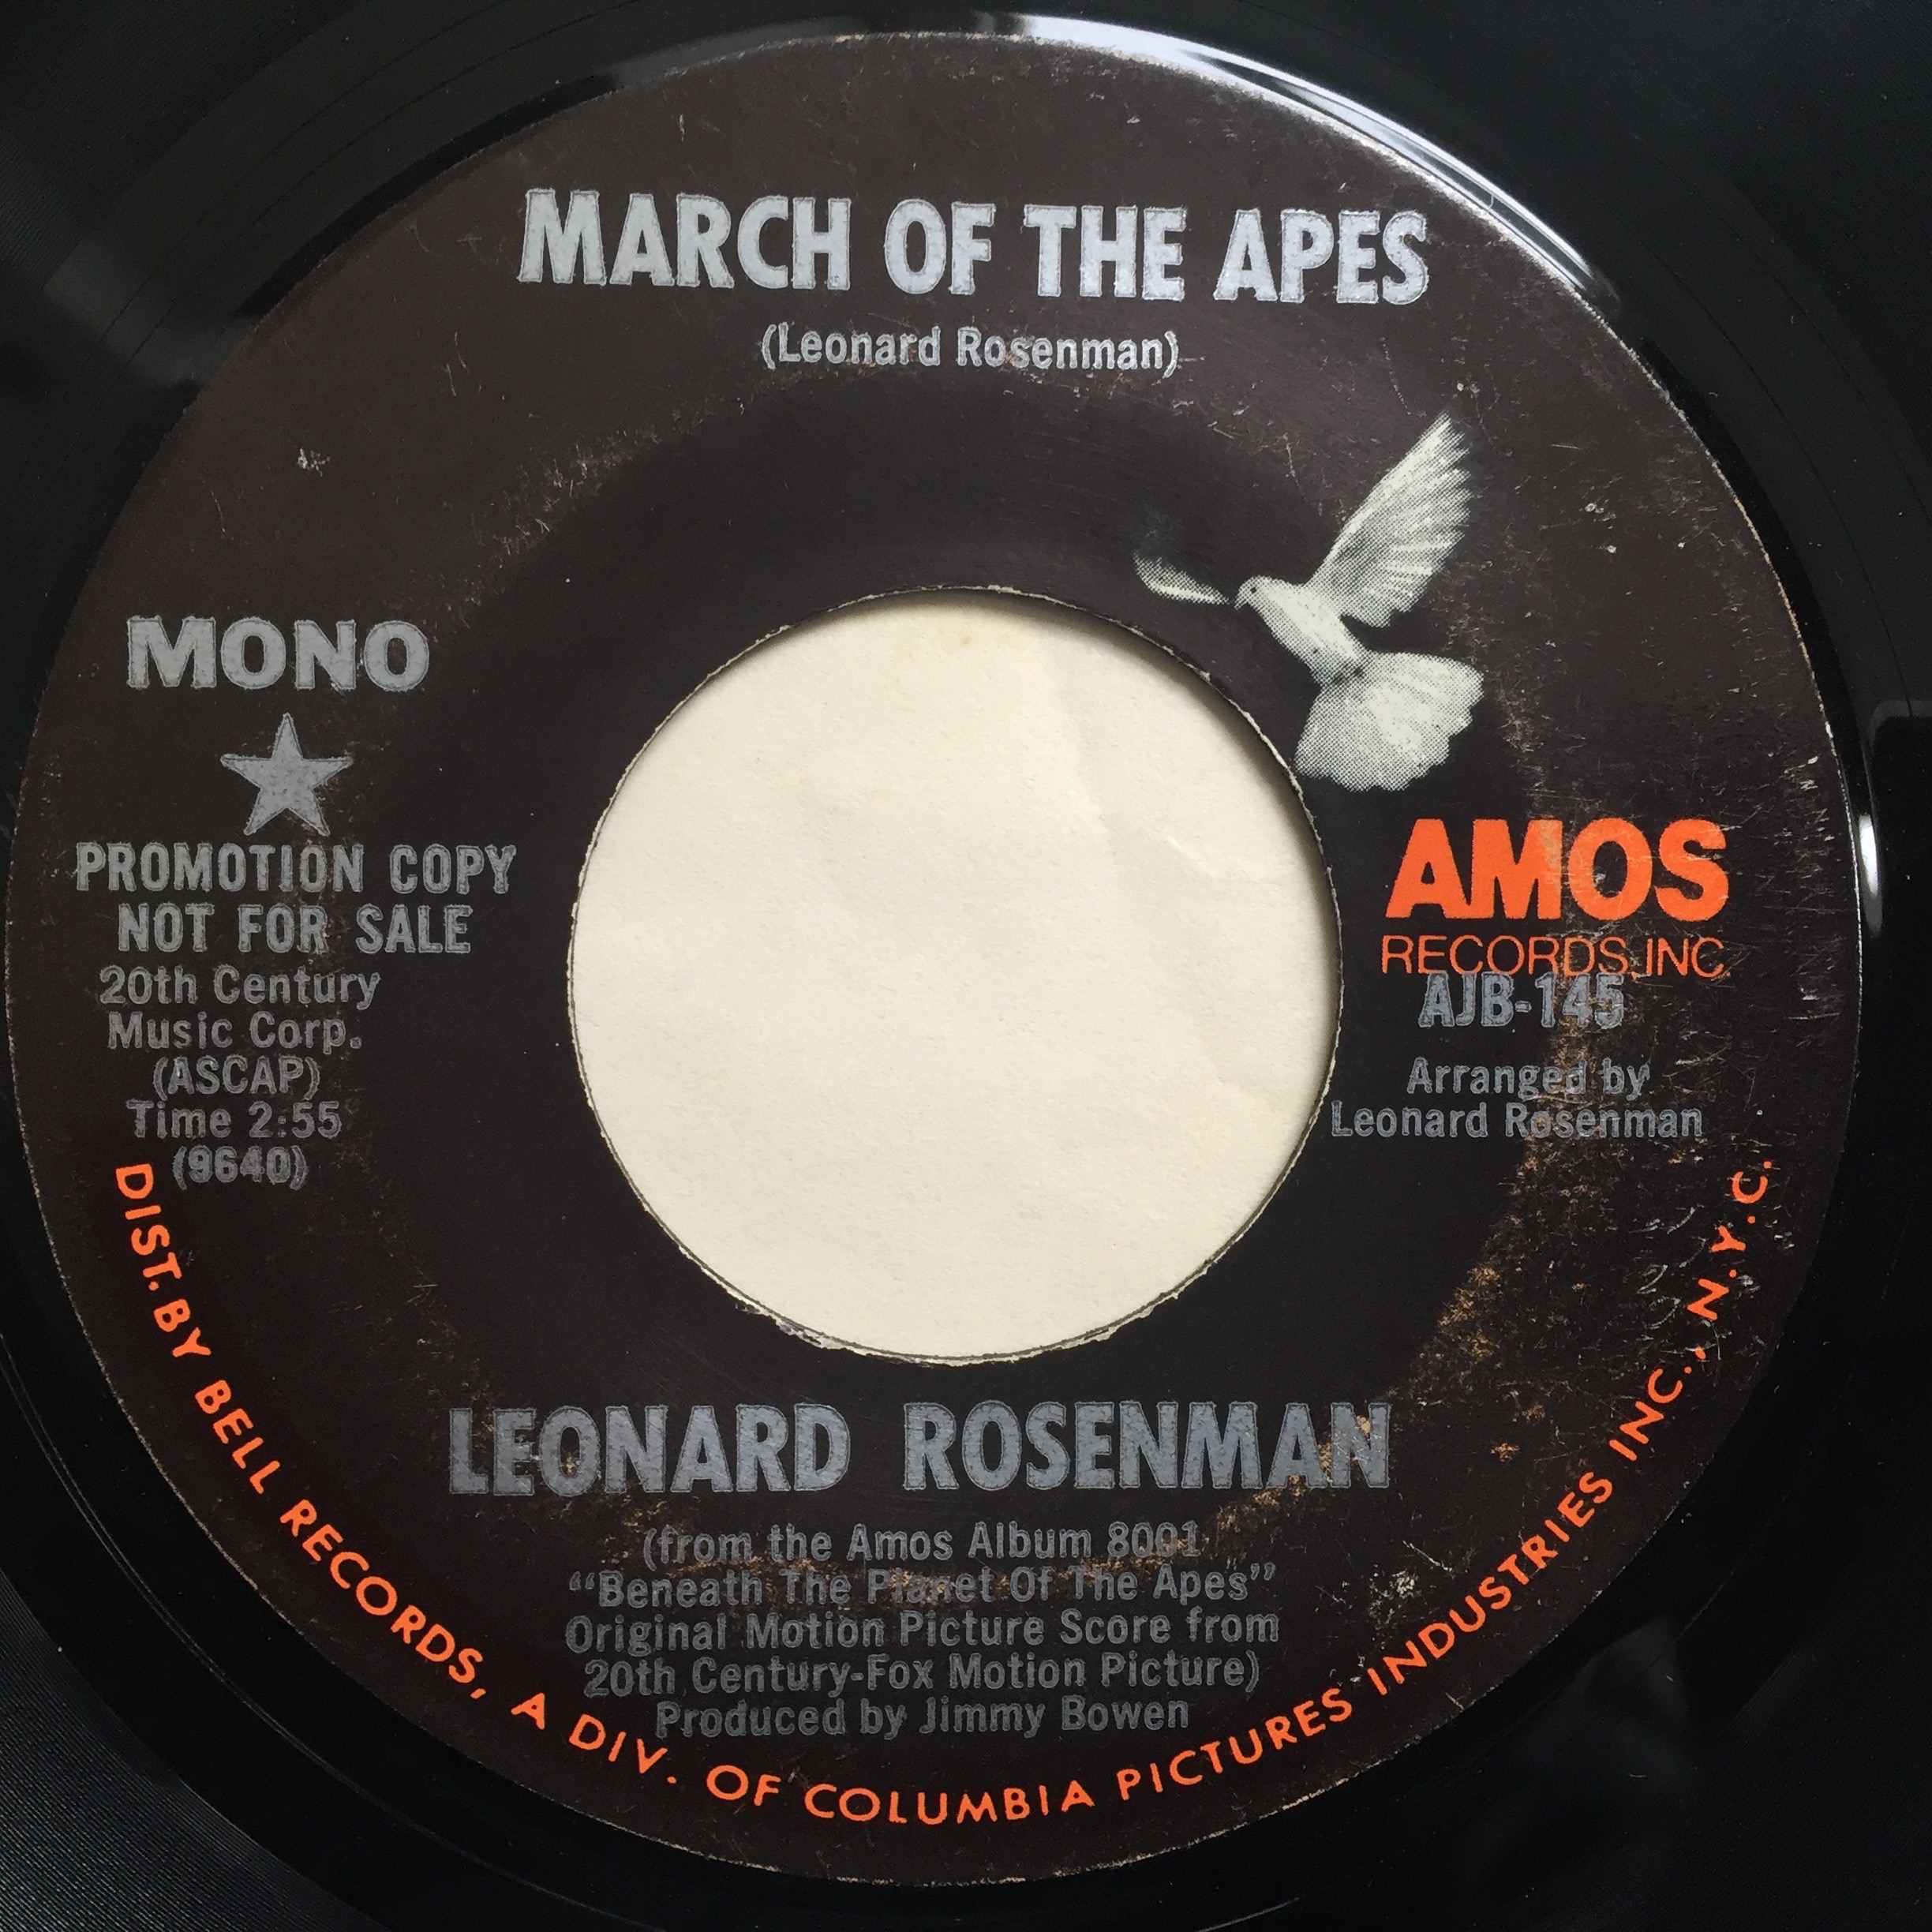 MARCH OF THE APES
(Leonard Rosenman)
MONO
PROMOTION COPY
NOT FOR SALE
20th Century
Music Corp.
(ASCAP)
Time 2:55
(9640)
AMOS
RECORDS, INC.
AJB-145
Arranged by
Leonard Rosenman
LEONARD ROSENMAN
(from the Amos Album 8001
“Beneath The Planet Of The Apes”
Original Motion Picture Score from
20th Century-Fox Motion Picture)
Produced by Jimmy Bowen
DIST. BY BELL RECORDS, A DIV. OF COLUMBIA PICTURES INDUSTRIES INC., N.Y.C.